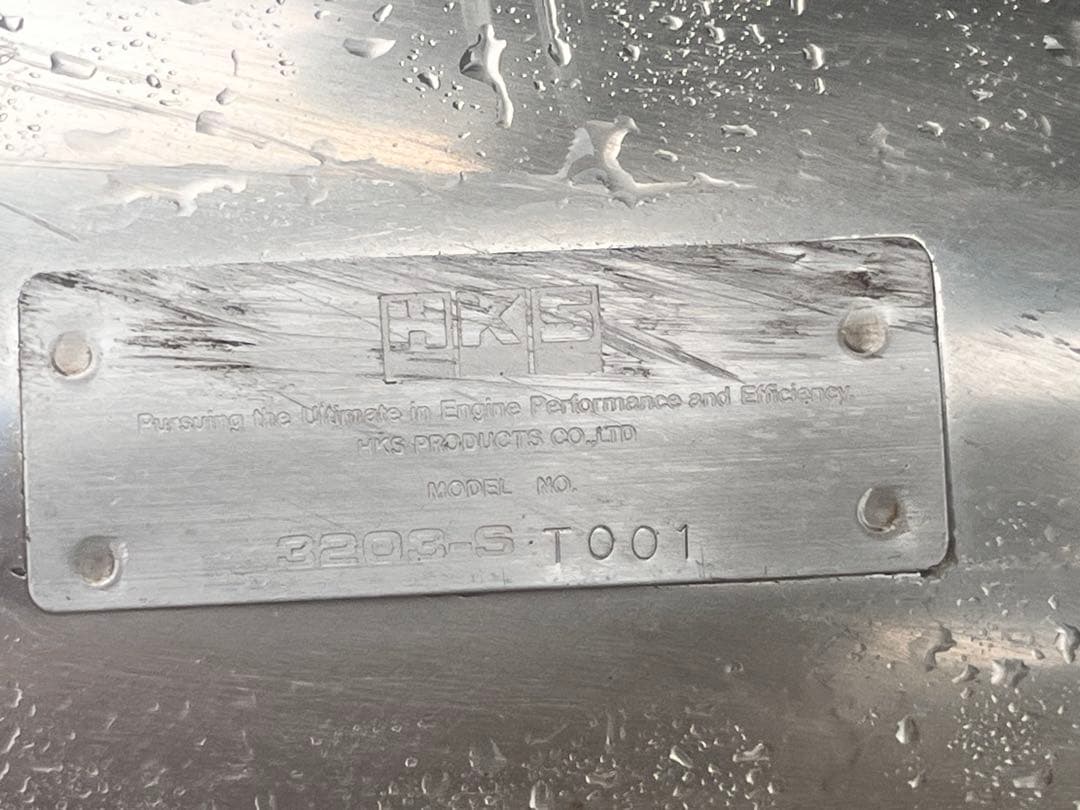 HKS
Pursuing the Ultimate in Engine Performance and Efficiency.
HKS PRODUCTS CO.,LTD
MODEL NO.
3203-S T001